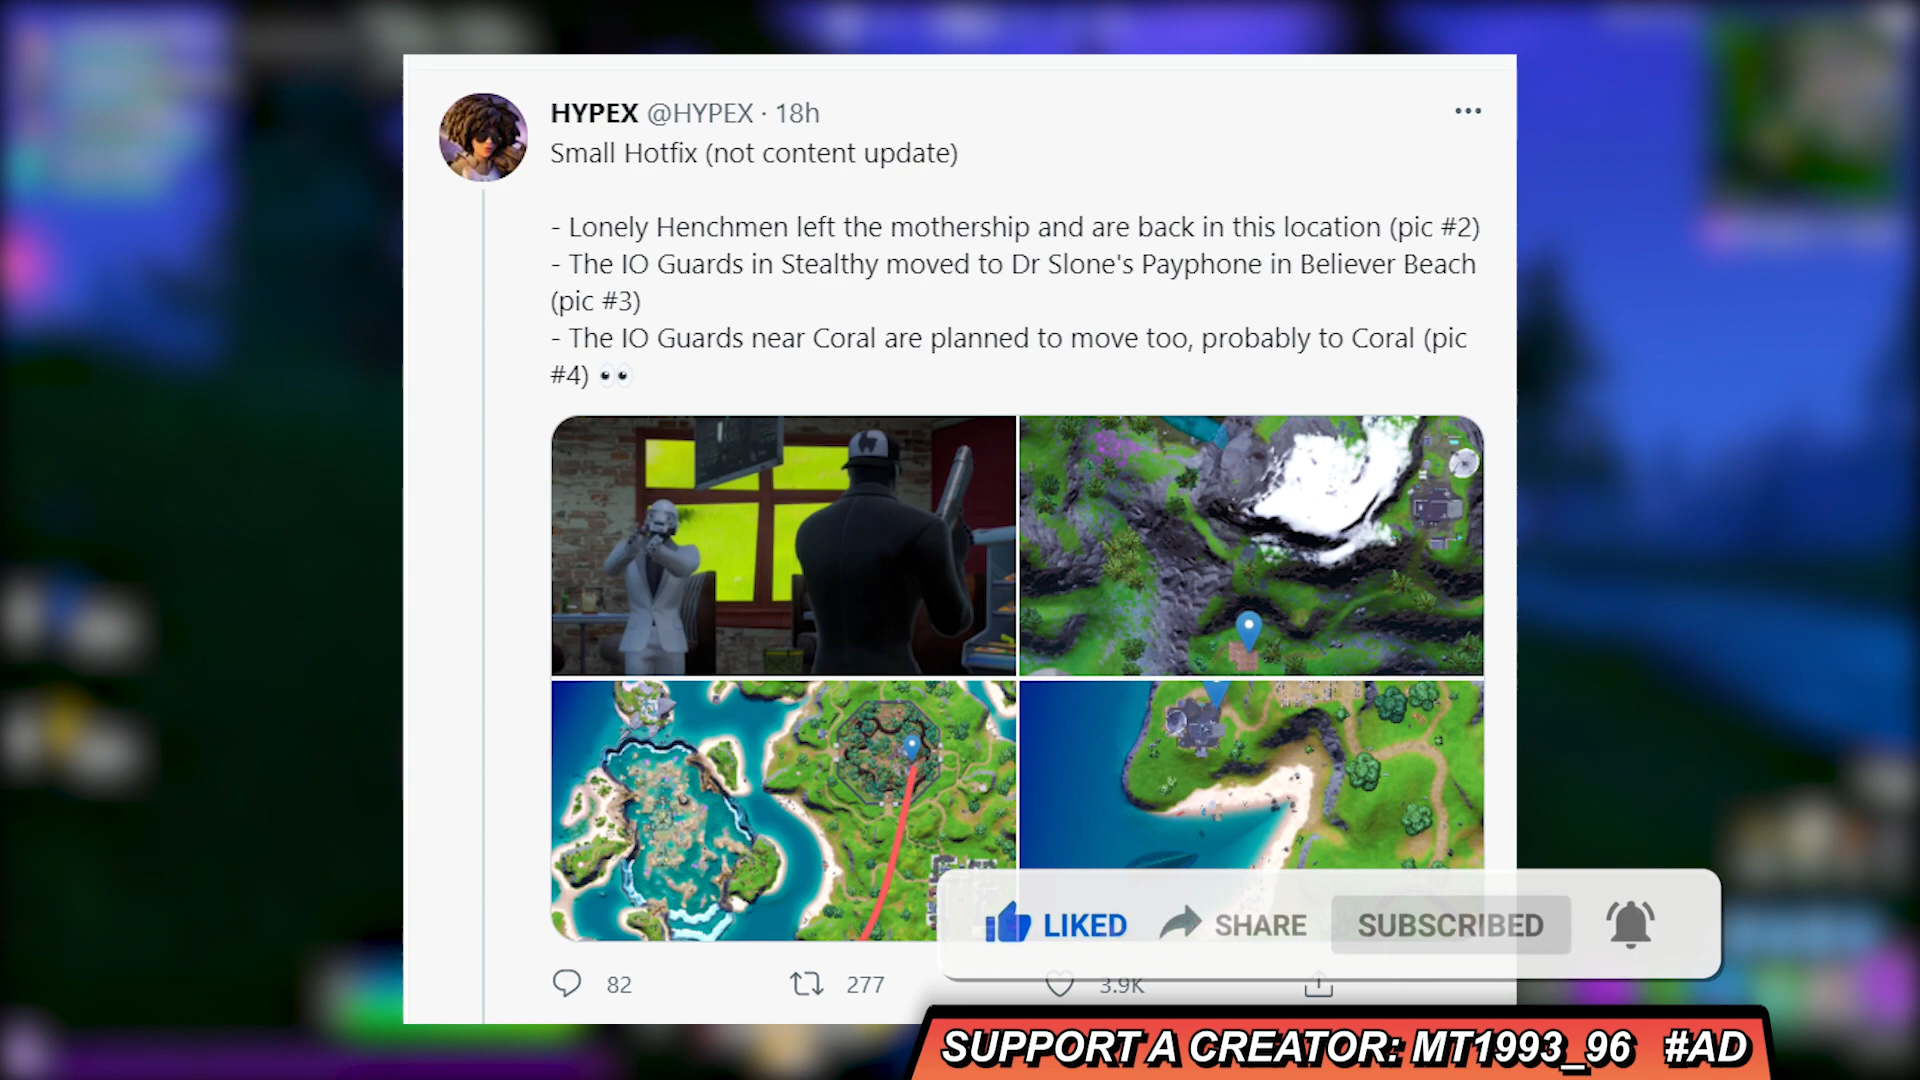 HYPEX @HYPEX · 18h
Small Hotfix (not content update)
- Lonely Henchmen left the mothership and are back in this location (pic #2)
- The IO Guards in Stealthy moved to Dr Slone's Payphone in Believer Beach
(pic #3)
- The IO Guards near Coral are planned to move too, probably to Coral (pic
#4) 👀
LIKED SHARE SUBSCRIBED
82 277 3.9K
SUPPORT A CREATOR: MT1993_96 #AD